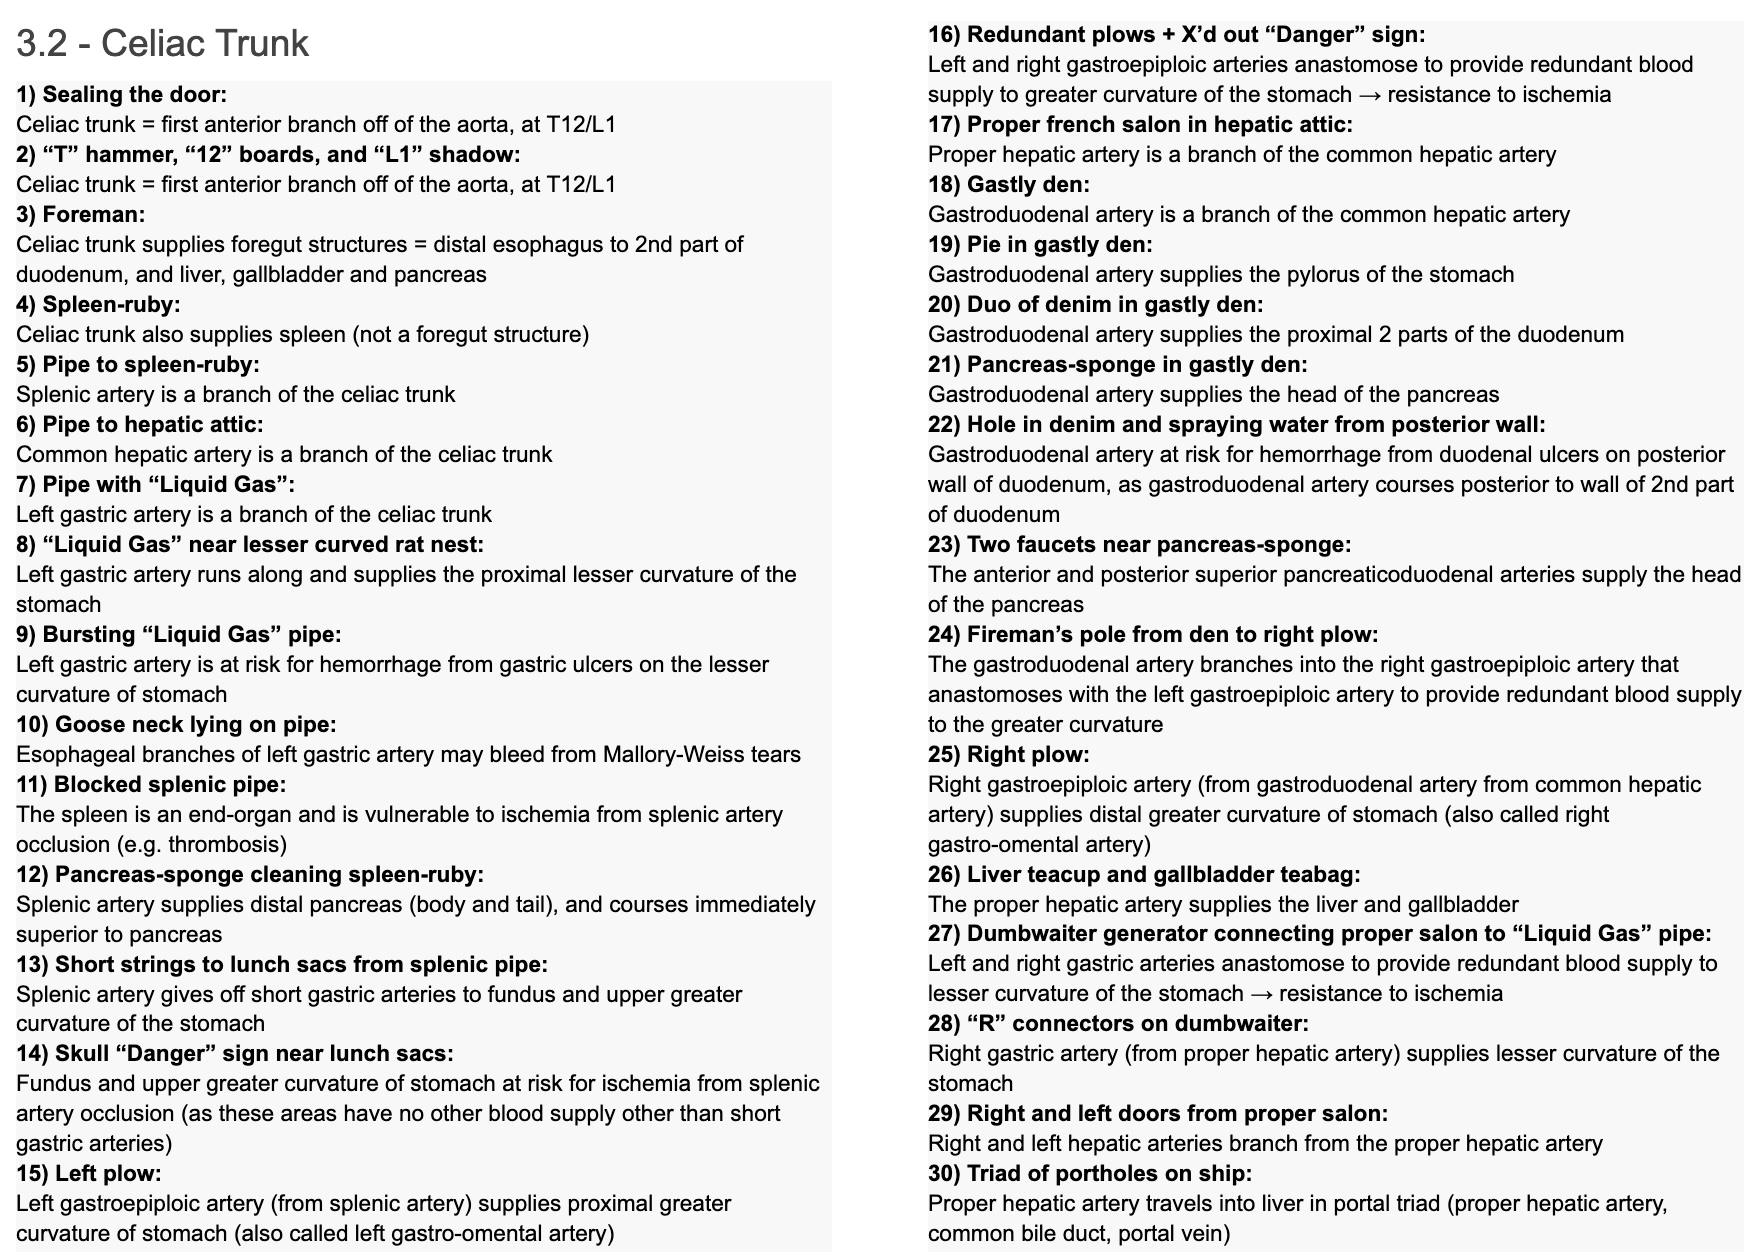 3.2 - Celiac Trunk
1) Sealing the door:
Celiac trunk = first anterior branch off of the aorta, at T12/L1
2) “T” hammer, “12” boards, and “L1” shadow:
Celiac trunk = first anterior branch off of the aorta, at T12/L1
3) Foreman:
Celiac trunk supplies foregut structures = distal esophagus to 2nd part of
duodenum, and liver, gallbladder and pancreas
4) Spleen-ruby:
Celiac trunk also supplies spleen (not a foregut structure)
5) Pipe to spleen-ruby:
Splenic artery is a branch of the celiac trunk
6) Pipe to hepatic attic:
Common hepatic artery is a branch of the celiac trunk
7) Pipe with “Liquid Gas”:
Left gastric artery is a branch of the celiac trunk
8) “Liquid Gas” near lesser curved rat nest:
Left gastric artery runs along and supplies the proximal lesser curvature of the
stomach
9) Bursting “Liquid Gas” pipe:
Left gastric artery is at risk for hemorrhage from gastric ulcers on the lesser
curvature of stomach
10) Goose neck lying on pipe:
Esophageal branches of left gastric artery may bleed from Mallory-Weiss tears
11) Blocked splenic pipe:
The spleen is an end-organ and is vulnerable to ischemia from splenic artery
occlusion (e.g. thrombosis)
12) Pancreas-sponge cleaning spleen-ruby:
Splenic artery supplies distal pancreas (body and tail), and courses immediately
superior to pancreas
13) Short strings to lunch sacs from splenic pipe:
Splenic artery gives off short gastric arteries to fundus and upper greater
curvature of the stomach
14) Skull “Danger” sign near lunch sacs:
Fundus and upper greater curvature of stomach at risk for ischemia from splenic
artery occlusion (as these areas have no other blood supply other than short
gastric arteries)
15) Left plow:
Left gastroepiploic artery (from splenic artery) supplies proximal greater
curvature of stomach (also called left gastro-omental artery)
16) Redundant plows + X’d out “Danger” sign:
Left and right gastroepiploic arteries anastomose to provide redundant blood
supply to greater curvature of the stomach → resistance to ischemia
17) Proper french salon in hepatic attic:
Proper hepatic artery is a branch of the common hepatic artery
18) Gastly den:
Gastroduodenal artery is a branch of the common hepatic artery
19) Pie in gastly den:
Gastroduodenal artery supplies the pylorus of the stomach
20) Duo of denim in gastly den:
Gastroduodenal artery supplies the proximal 2 parts of the duodenum
21) Pancreas-sponge in gastly den:
Gastroduodenal artery supplies the head of the pancreas
22) Hole in denim and spraying water from posterior wall:
Gastroduodenal artery at risk for hemorrhage from duodenal ulcers on posterior
wall of duodenum, as gastroduodenal artery courses posterior to wall of 2nd part
of duodenum
23) Two faucets near pancreas-sponge:
The anterior and posterior superior pancreaticoduodenal arteries supply the head
of the pancreas
24) Fireman’s pole from den to right plow:
The gastroduodenal artery branches into the right gastroepiploic artery that
anastomoses with the left gastroepiploic artery to provide redundant blood supply
to the greater curvature
25) Right plow:
Right gastroepiploic artery (from gastroduodenal artery from common hepatic
artery) supplies distal greater curvature of stomach (also called right
gastro-omental artery)
26) Liver teacup and gallbladder teabag:
The proper hepatic artery supplies the liver and gallbladder
27) Dumbwaiter generator connecting proper salon to “Liquid Gas” pipe:
Left and right gastric arteries anastomose to provide redundant blood supply to
lesser curvature of the stomach → resistance to ischemia
28) “R” connectors on dumbwaiter:
Right gastric artery (from proper hepatic artery) supplies lesser curvature of the
stomach
29) Right and left doors from proper salon:
Right and left hepatic arteries branch from the proper hepatic artery
30) Triad of portholes on ship:
Proper hepatic artery travels into liver in portal triad (proper hepatic artery,
common bile duct, portal vein)